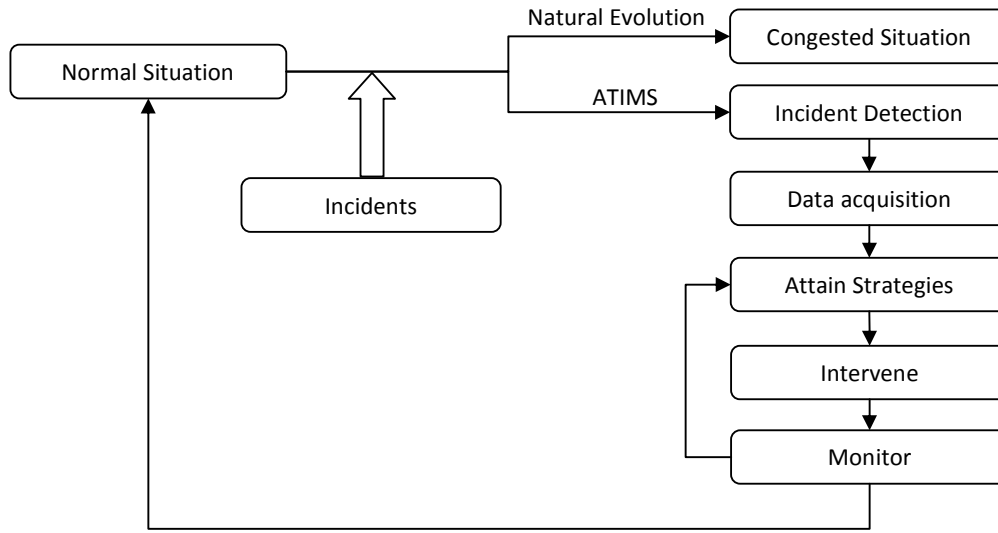 Natural Evolution
Congested Situation
Normal Situation
ATIMS
Incident Detection
Incidents
Data acquisition
Attain Strategies
Intervene
Monitor